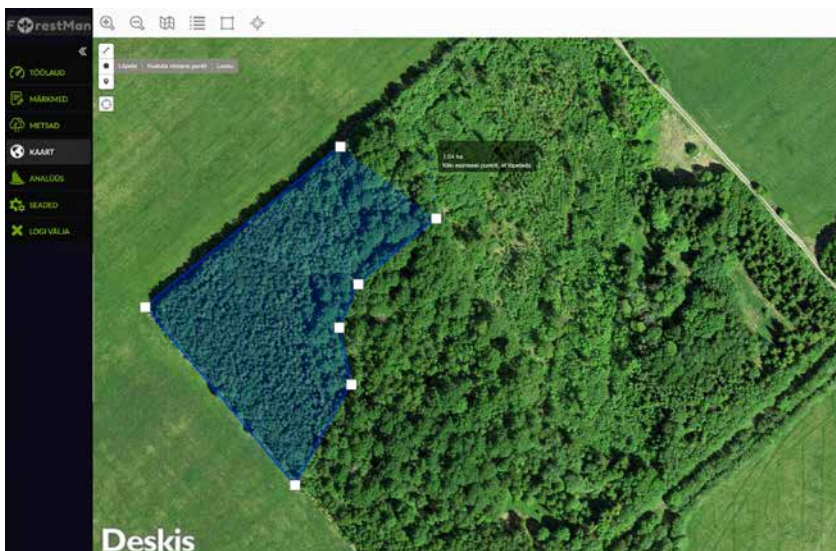 ForestMan
TÖÖLAUD
MÄRKMED
METSAD
KAART
ANALÜÜS
SEADED
LOGI VÄLJA
Lõpeta Kustuta viimane punkt Loobu
1.04 ha
Kliki esimesel punktil, et lõpetada
Deskis